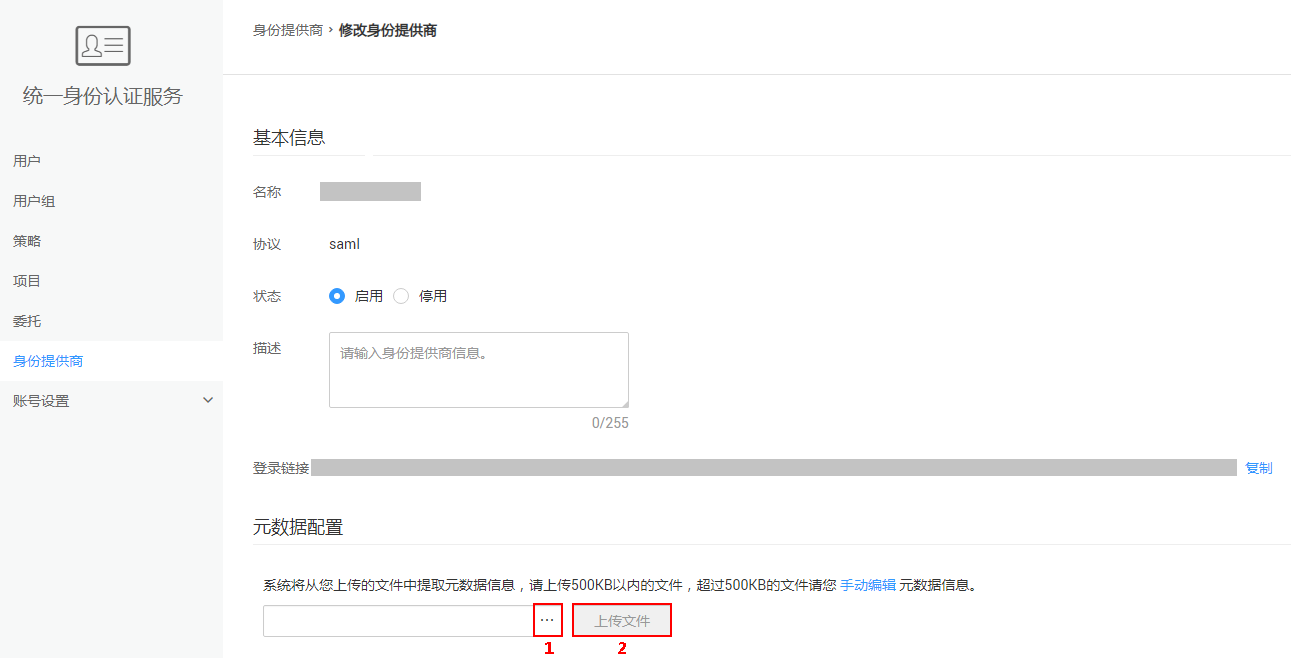 统一身份认证服务
用户
用户组
策略
项目
委托
身份提供商
账号设置
身份提供商 › 修改身份提供商
基本信息
名称
协议 saml
状态 启用 停用
描述 请输入身份提供商信息。
0/255
登录链接 复制
元数据配置
系统将从您上传的文件中提取元数据信息，请上传500KB以内的文件，超过500KB的文件请您 手动编辑 元数据信息。
... 上传文件
1 2